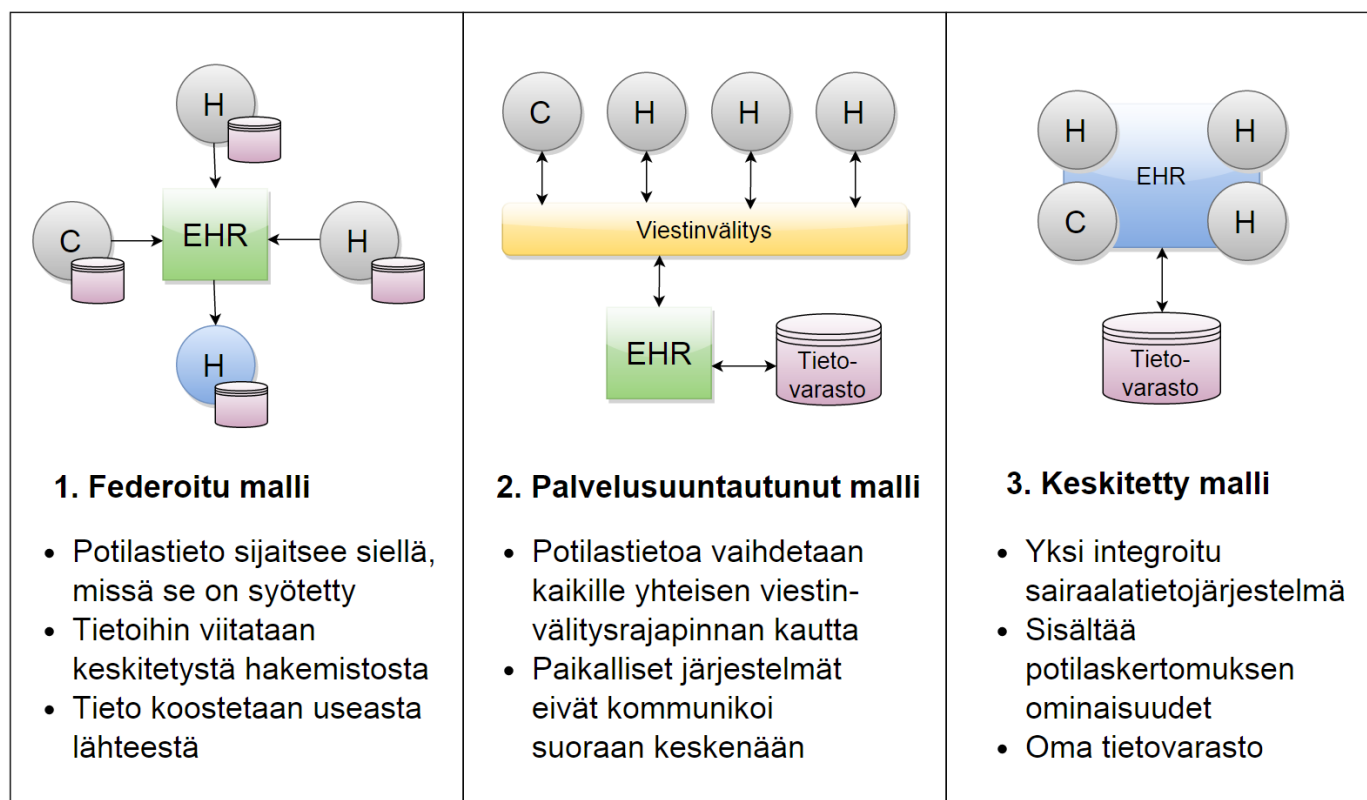 H
C
EHR
H
H
1. Federoitu malli
• Potilastieto sijaitsee siellä,
missä se on syötetty
• Tietoihin viitataan
keskitetystä hakemistosta
• Tieto koostetaan useasta
lähteestä
C
H
H
H
Viestinvälitys
EHR
Tieto-
varasto
2. Palvelusuuntautunut malli
• Potilastietoa vaihdetaan
kaikille yhteisen viestin-
välitysrajapinnan kautta
• Paikalliset järjestelmät
eivät kommunikoi
suoraan keskenään
H
H
EHR
C
H
Tieto-
varasto
3. Keskitetty malli
• Yksi integroitu
sairaalatietojärjestelmä
• Sisältää
potilaskertomuksen
ominaisuudet
• Oma tietovarasto